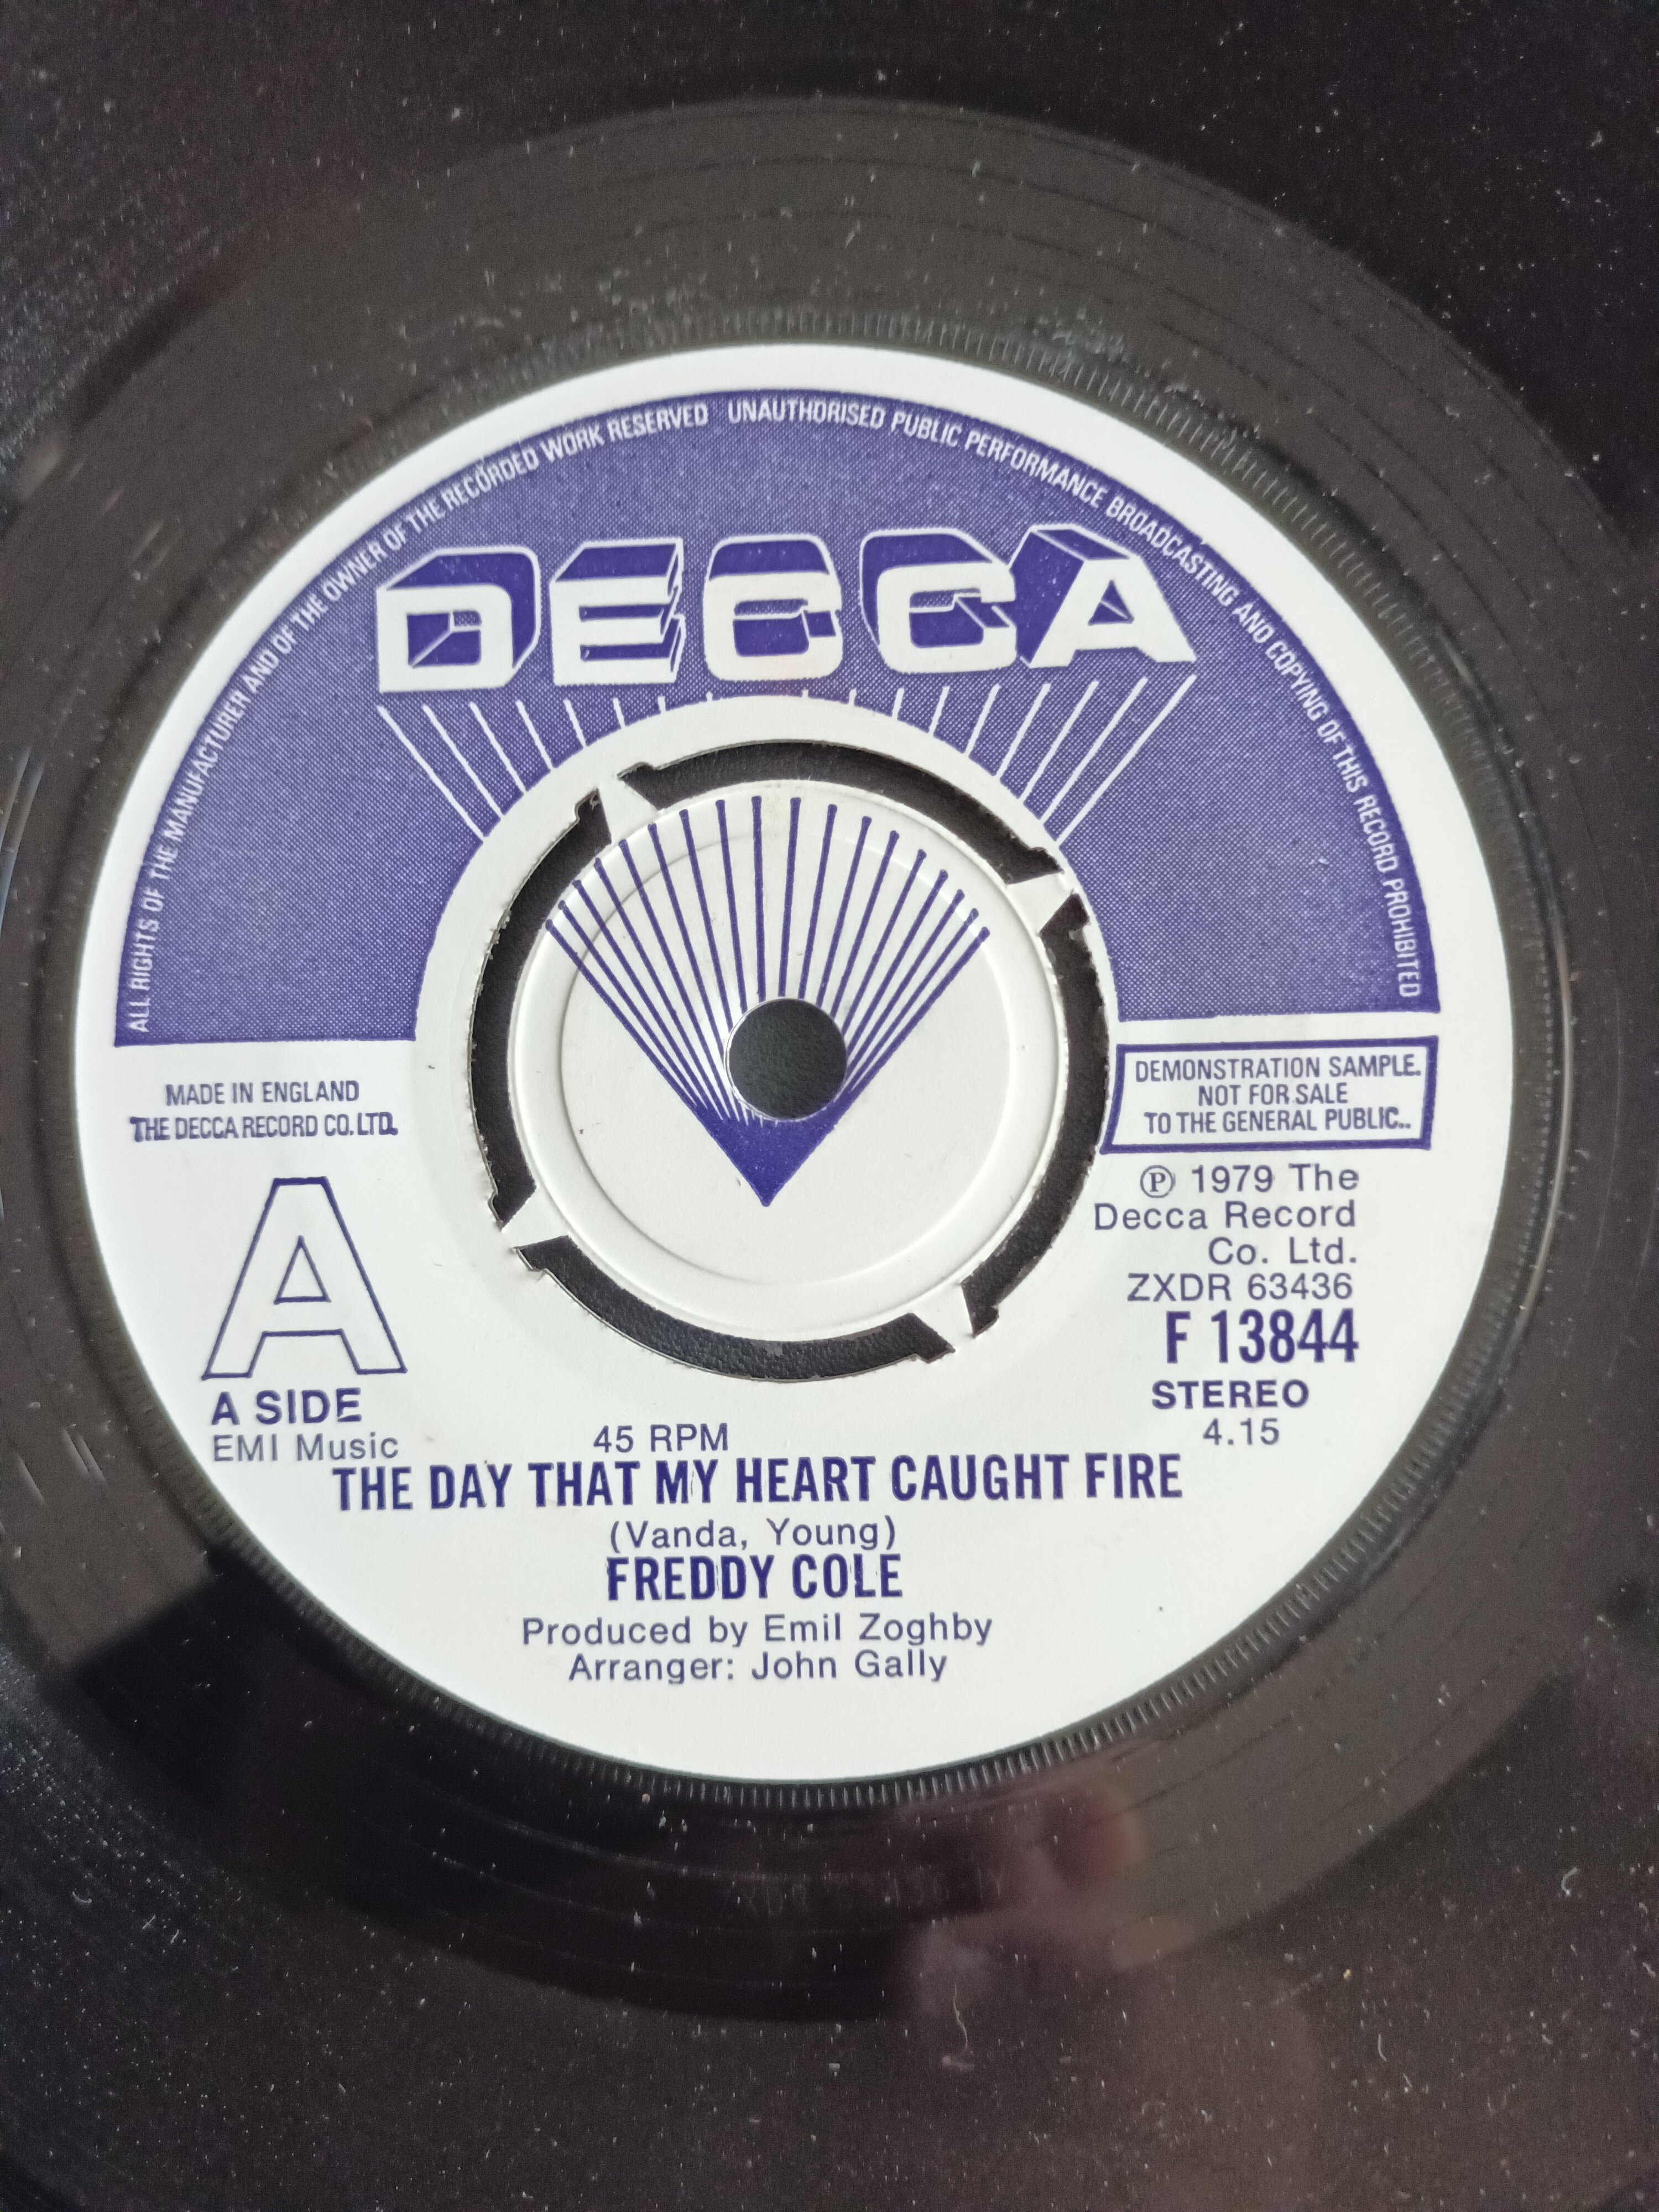 ALL RIGHTS OF THE MANUFACTURER AND OF THE OWNER OF THE RECORDED WORK RESERVED UNAUTHORISED PUBLIC PERFORMANCE BROADCASTING AND COPYING OF THIS RECORD PROHIBITED
DECCA
MADE IN ENGLAND
THE DECCA RECORD CO. LTD.
DEMONSTRATION SAMPLE.
NOT FOR SALE
TO THE GENERAL PUBLIC..
℗ 1979 The
Decca Record
Co. Ltd.
ZXDR 63436
F 13844
STEREO
4.15
A
A SIDE
EMI Music
45 RPM
THE DAY THAT MY HEART CAUGHT FIRE
(Vanda, Young)
FREDDY COLE
Produced by Emil Zoghby
Arranger: John Gally